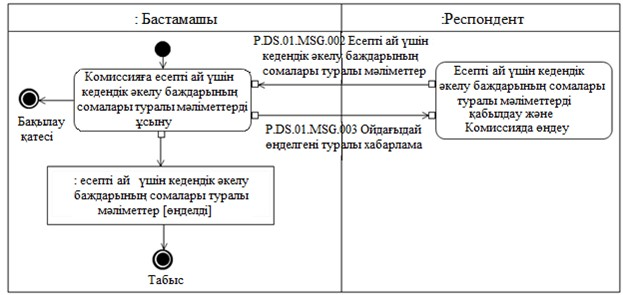 : Бастамашы
:Респондент
P.DS.01.MSG.002 Есепті ай үшін
кедендік әкелу баждарының
сомалары туралы мәліметтер
Комиссияға есепті ай үшін
кедендік әкелу баждарының
сомалары туралы мәліметтерді
ұсыну
Есепті ай үшін кедендік
әкелу баждарының сомалары
туралы мәліметтерді
қабылдау және
Комиссияда өңдеу
Бақылау
қатесі
P.DS.01.MSG.003 Ойдағыдай
өңделгені туралы хабарлама
: есепті ай үшін кедендік әкелу
баждарының сомалары туралы
мәліметтер [өңделді]
Табыс